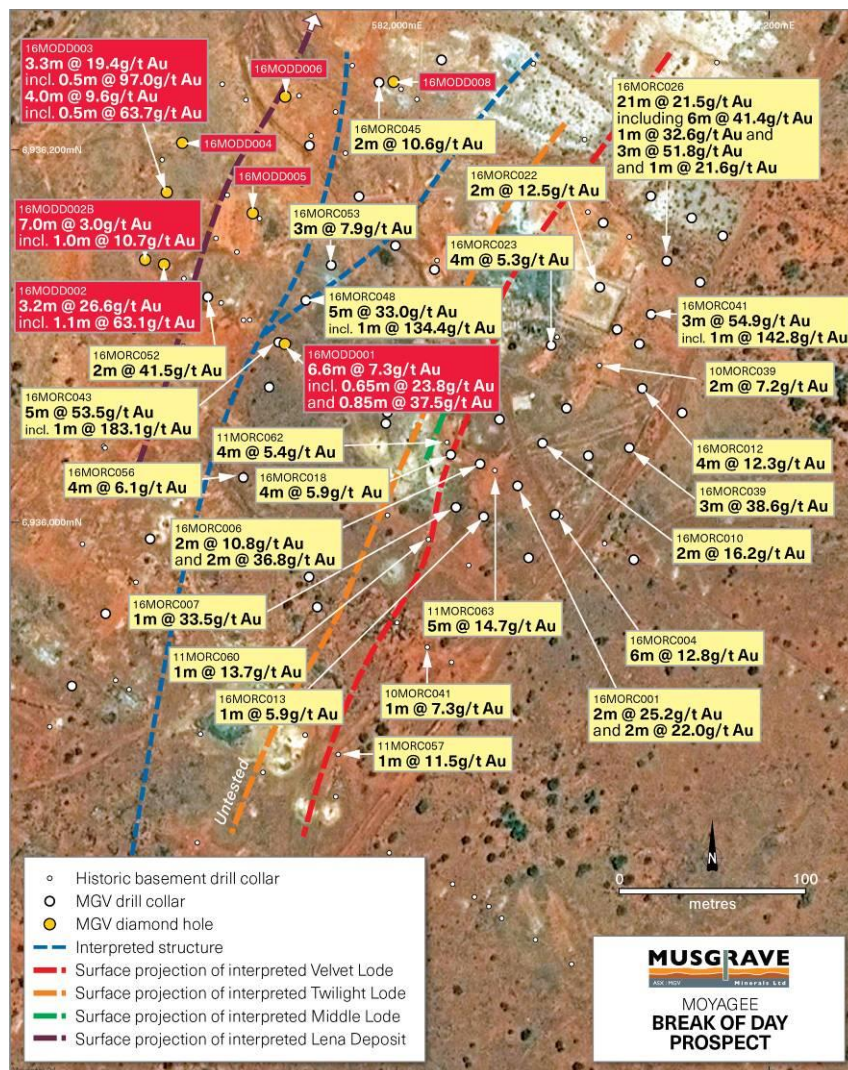 582,000mE
,200mE
16MODD003
3.3m @ 19.4g/t Au
incl. 0.5m @ 97.0g/t Au
4.0m @ 9.6g/t Au
incl. 0.5m @ 63.7g/t Au
16MODD006
16MODD008
16MORC026
21m @ 21.5g/t Au
including 6m @ 41.4g/t Au
1m @ 32.6g/t Au and
3m @ 51.8g/t Au
and 1m @ 21.6g/t Au
16MORC045
2m @ 10.6g/t Au
16MODD004
6,936,200mN
16MORC022
2m @ 12.5g/t Au
16MODD005
16MODD002B
7.0m @ 3.0g/t Au
incl. 1.0m @ 10.7g/t Au
16MORC053
3m @ 7.9g/t Au
16MORC023
4m @ 5.3g/t Au
16MODD002
3.2m @ 26.6g/t Au
incl. 1.1m @ 63.1g/t Au
16MORC048
5m @ 33.0g/t Au
incl. 1m @ 134.4g/t Au
16MORC041
3m @ 54.9g/t Au
incl. 1m @ 142.8g/t Au
16MORC052
2m @ 41.5g/t Au
16MODD001
6.6m @ 7.3g/t Au
incl. 0.65m @ 23.8g/t Au
and 0.85m @ 37.5g/t Au
10MORC039
2m @ 7.2g/t Au
16MORC043
5m @ 53.5g/t Au
incl. 1m @ 183.1g/t Au
11MORC062
4m @ 5.4g/t Au
16MORC012
4m @ 12.3g/t Au
16MORC056
4m @ 6.1g/t Au
16MORC018
4m @ 5.9g/t Au
16MORC039
3m @ 38.6g/t Au
6,936,000mN
16MORC006
2m @ 10.8g/t Au
and 2m @ 36.8g/t Au
16MORC010
2m @ 16.2g/t Au
16MORC007
1m @ 33.5g/t Au
11MORC063
5m @ 14.7g/t Au
16MORC004
6m @ 12.8g/t Au
11MORC060
1m @ 13.7g/t Au
16MORC013
1m @ 5.9g/t Au
10MORC041
1m @ 7.3g/t Au
16MORC001
2m @ 25.2g/t Au
and 2m @ 22.0g/t Au
11MORC057
1m @ 11.5g/t Au
Untested
N
0 100
metres
Historic basement drill collar
MGV drill collar
MGV diamond hole
Interpreted structure
Surface projection of interpreted Velvet Lode
Surface projection of interpreted Twilight Lode
Surface projection of interpreted Middle Lode
Surface projection of interpreted Lena Deposit
MUSGRAVE
ASX : MGV Minerals Ltd
MOYAGEE
BREAK OF DAY
PROSPECT